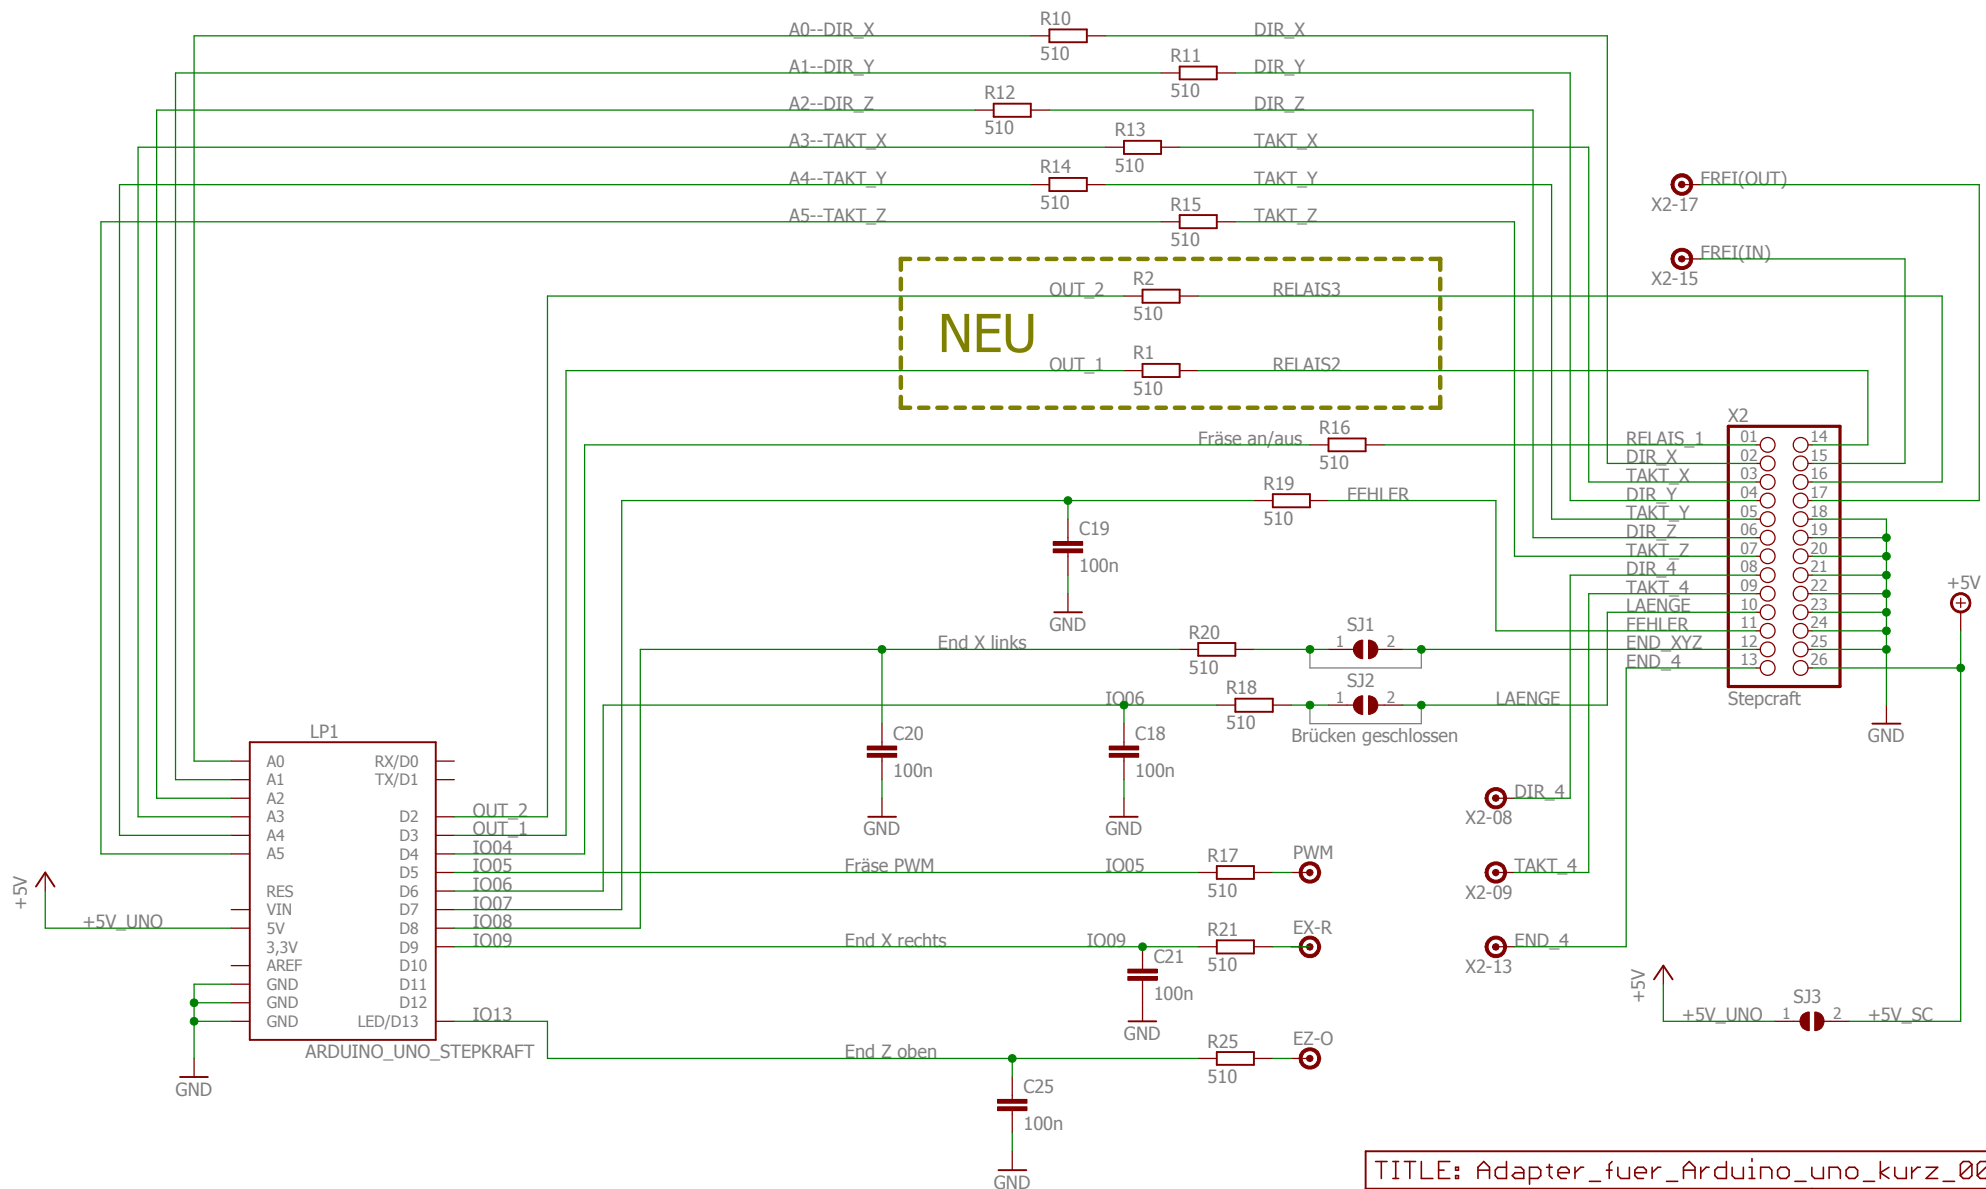 R10
A0--DIR_X
DIR_X
510
R11
A1--DIR_Y
DIR_Y
510
R12
A2--DIR_Z
DIR_Z
510
R13
A3--TAKT_X
TAKT_X
510
R14
A4--TAKT_Y
TAKT_Y
510
R15
A5--TAKT_Z
TAKT_Z
510
FREI(OUT)
X2-17
FREI(IN)
X2-15
R2
OUT_2
RELAIS3
510
NEU
R1
OUT_1
RELAIS2
510
R16
Fräse an/aus
510
R19
FEHLER
510
C19
100n
GND
X2
RELAIS_1 01 14
DIR_X 02 15
TAKT_X 03 16
DIR_Y 04 17
TAKT_Y 05 18
DIR_Z 06 19
TAKT_Z 07 20
DIR_4 08 21
TAKT_4 09 22
LAENGE 10 23
FEHLER 11 24
END_XYZ 12 25
END_4 13 26
Stepcraft
+5V
GND
End X links
R20
510
SJ1
1 2
IO06
R18
510
SJ2
1 2
LAENGE
Brücken geschlossen
C20
100n
GND
C18
100n
GND
DIR_4
X2-08
TAKT_4
X2-09
END_4
X2-13
LP1
A0 RX/D0
A1 TX/D1
A2
A3 D2 OUT_2
A4 D3 OUT_1
A5 D4 IO04
D5 IO05
RES D6 IO06
VIN D7 IO07
5V D8 IO08
3,3V D9 IO09
AREF D10
GND D11
GND D12
GND LED/D13 IO13
ARDUINO_UNO_STEPKRAFT
+5V
+5V_UNO
GND
Fräse PWM
IO05
R17
510
PWM
End X rechts
IO09
R21
510
EX-R
C21
100n
GND
End Z oben
R25
510
EZ-O
C25
100n
GND
+5V
+5V_UNO
SJ3
1 2
+5V_SC
TITLE: Adapter_fuer_Arduino_uno_kurz_00